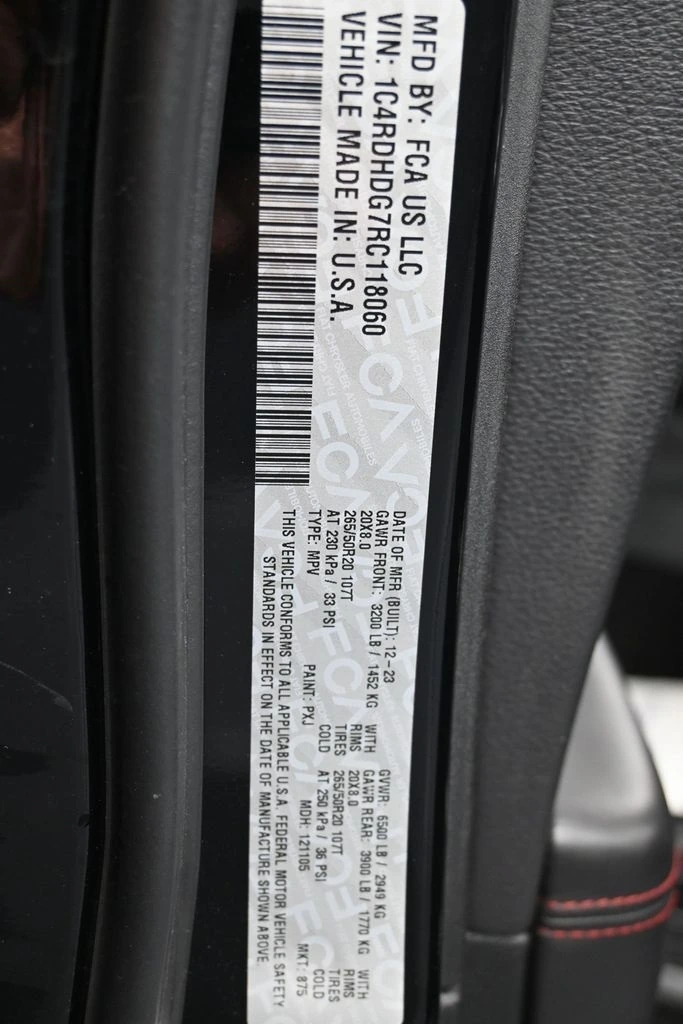 MFD BY: FCA US LLC
VIN: 1C4RDHDG7RC118060
VEHICLE MADE IN: U.S.A.
DATE OF MFR (BUILT): 12-23 GVWR: 6500 LB / 2949 KG
GAWR FRONT: 3200 LB / 1452 KG WITH GAWR REAR: 3900 LB / 1770 KG WITH
20X8.0 RIMS 20X8.0 RIMS
265/50R20 107T TIRES 265/50R20 107T TIRES
AT 230 kPa / 33 PSI COLD AT 250 kPa / 36 PSI COLD
TYPE: MPV PAINT: PXJ MDH: 121105 MKT: 875
THIS VEHICLE CONFORMS TO ALL APPLICABLE U.S.A. FEDERAL MOTOR VEHICLE SAFETY
STANDARDS IN EFFECT ON THE DATE OF MANUFACTURE SHOWN ABOVE.
FCA
FIAT CHRYSLER AUTOMOBILES